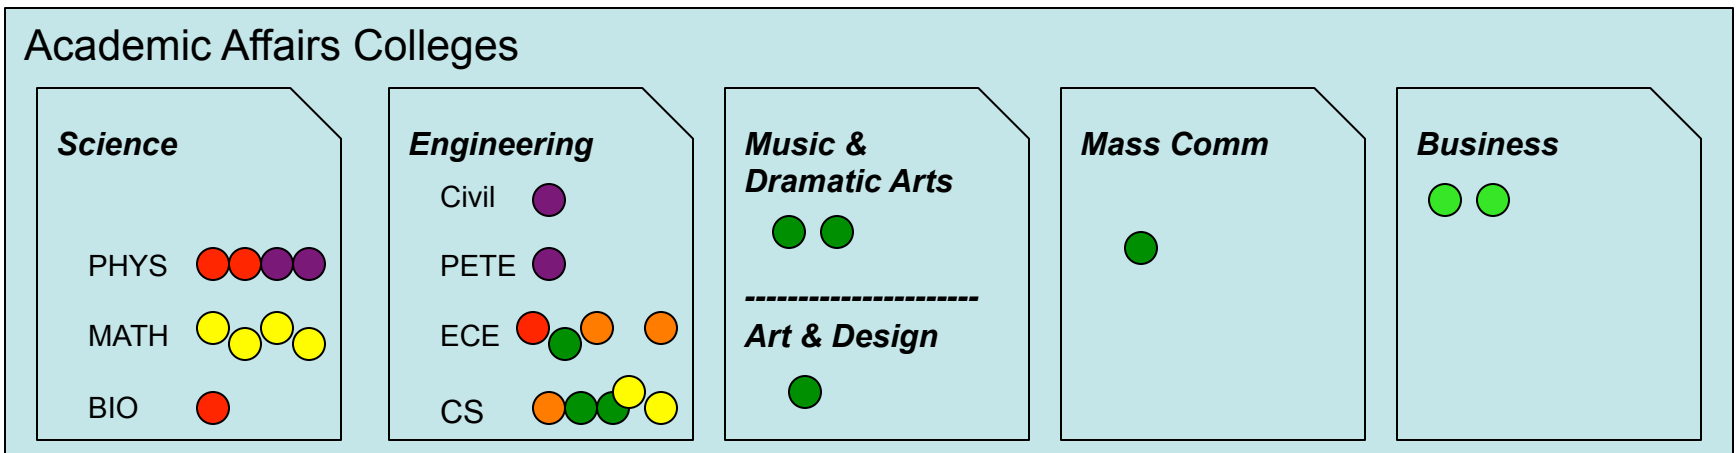 Academic Affairs Colleges
Science
PHYS
MATH
BIO
Engineering
Civil
PETE
ECE
CS
Music &
Dramatic Arts
----------------------
Art & Design
Mass Comm
Business